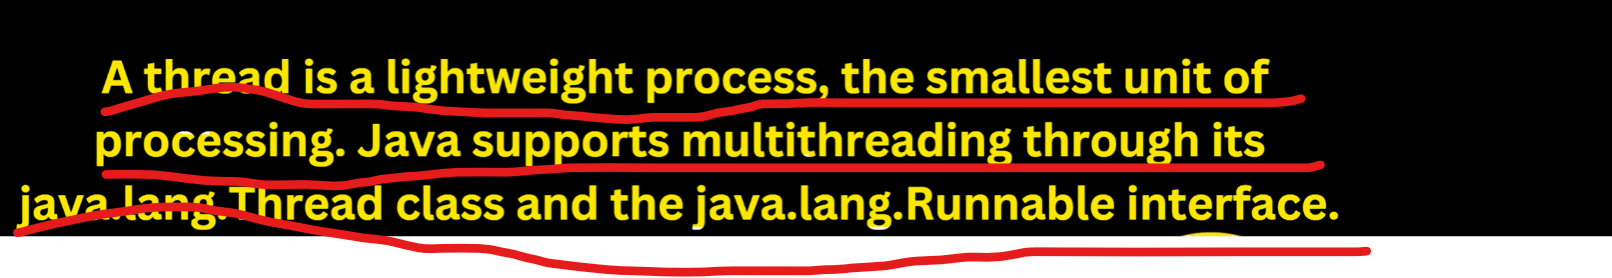 A thread is a lightweight process, the smallest unit of
processing. Java supports multithreading through its
java.lang.Thread class and the java.lang.Runnable interface.